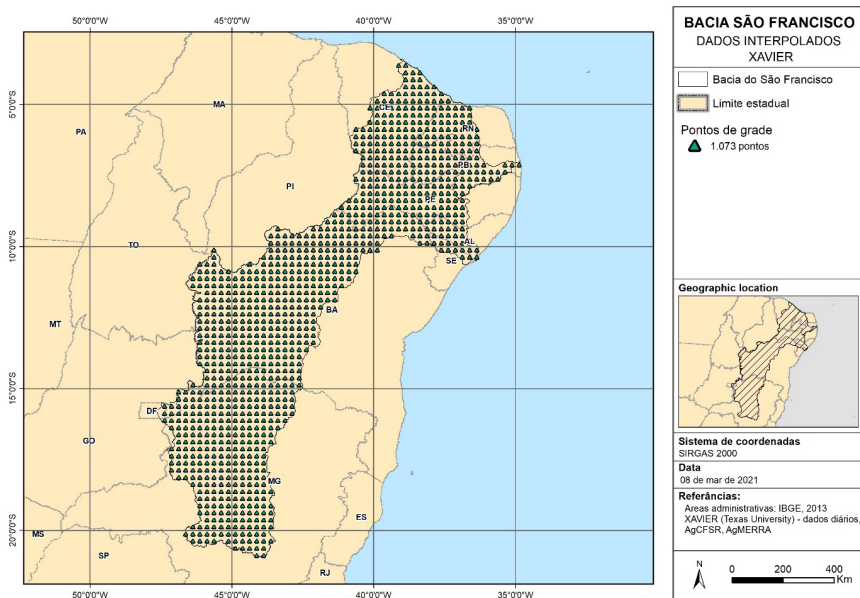 50°0'0"W 45°0'0"W 40°0'0"W 35°0'0"W
5°0'0"S
10°0'0"S
15°0'0"S
20°0'0"S
MA
CE
RN
PA
PB
PI
PE
TO
AL
SE
BA
MT
DF
GO
MG
ES
MS
SP
RJ
50°0'0"W 45°0'0"W 40°0'0"W 35°0'0"W
BACIA SÃO FRANCISCO
DADOS INTERPOLADOS
XAVIER
Bacia do São Francisco
Limite estadual
Pontos de grade
1.073 pontos
Geographic location
Sistema de coordenadas
SIRGAS 2000
Data
08 de mar de 2021
Referências:
Areas administrativas: IBGE, 2013
XAVIER (Texas University) - dados diários,
AgCFSR, AgMERRA
N
0 200 400
Km